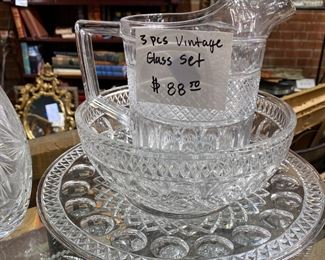 3 pcs Vintage
Glass Set
$ 88.00